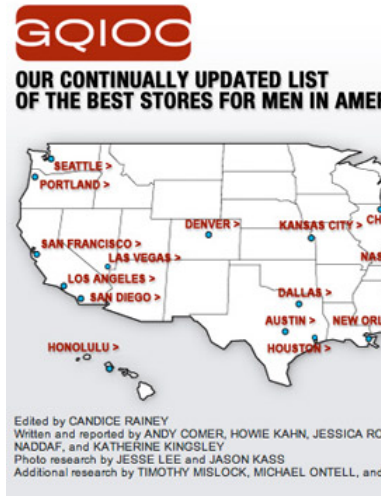 GQ100
OUR CONTINUALLY UPDATED LIST
OF THE BEST STORES FOR MEN IN AME
SEATTLE >
PORTLAND >
DENVER >
KANSAS CITY >
CH
SAN FRANCISCO >
LAS VEGAS >
NAS
LOS ANGELES >
SAN DIEGO >
DALLAS >
AUSTIN >
NEW ORL
HOUSTON >
HONOLULU >
Edited by CANDICE RAINEY
Written and reported by ANDY COMER, HOWIE KAHN, JESSICA RO
NADDAF, and KATHERINE KINGSLEY
Photo research by JESSE LEE and JASON KASS
Additional research by TIMOTHY MISLOCK, MICHAEL ONTELL, and